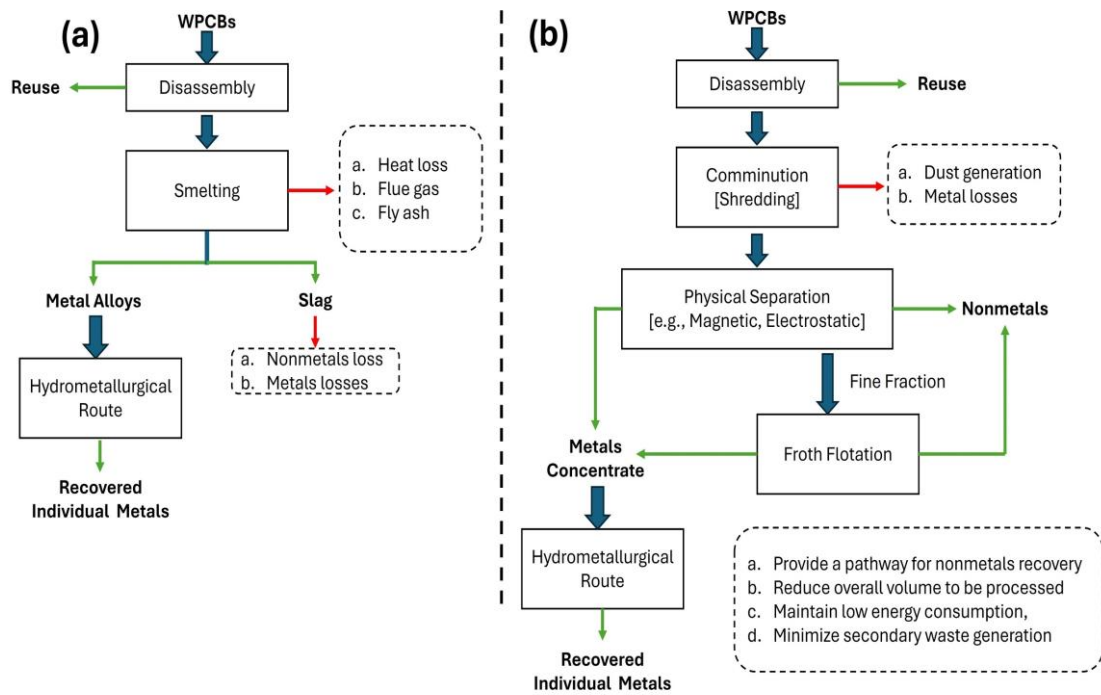 (a)
WPCBs
Reuse
Disassembly
Smelting
a. Heat loss
b. Flue gas
c. Fly ash
Metal Alloys
Slag
a. Nonmetals loss
b. Metals losses
Hydrometallurgical
Route
Recovered
Individual Metals
(b)
WPCBs
Disassembly
Reuse
Comminution
[Shredding]
a. Dust generation
b. Metal losses
Physical Separation
[e.g., Magnetic, Electrostatic]
Nonmetals
Fine Fraction
Froth Flotation
Metals
Concentrate
Hydrometallurgical
Route
Recovered
Individual Metals
a. Provide a pathway for nonmetals recovery
b. Reduce overall volume to be processed
c. Maintain low energy consumption,
d. Minimize secondary waste generation